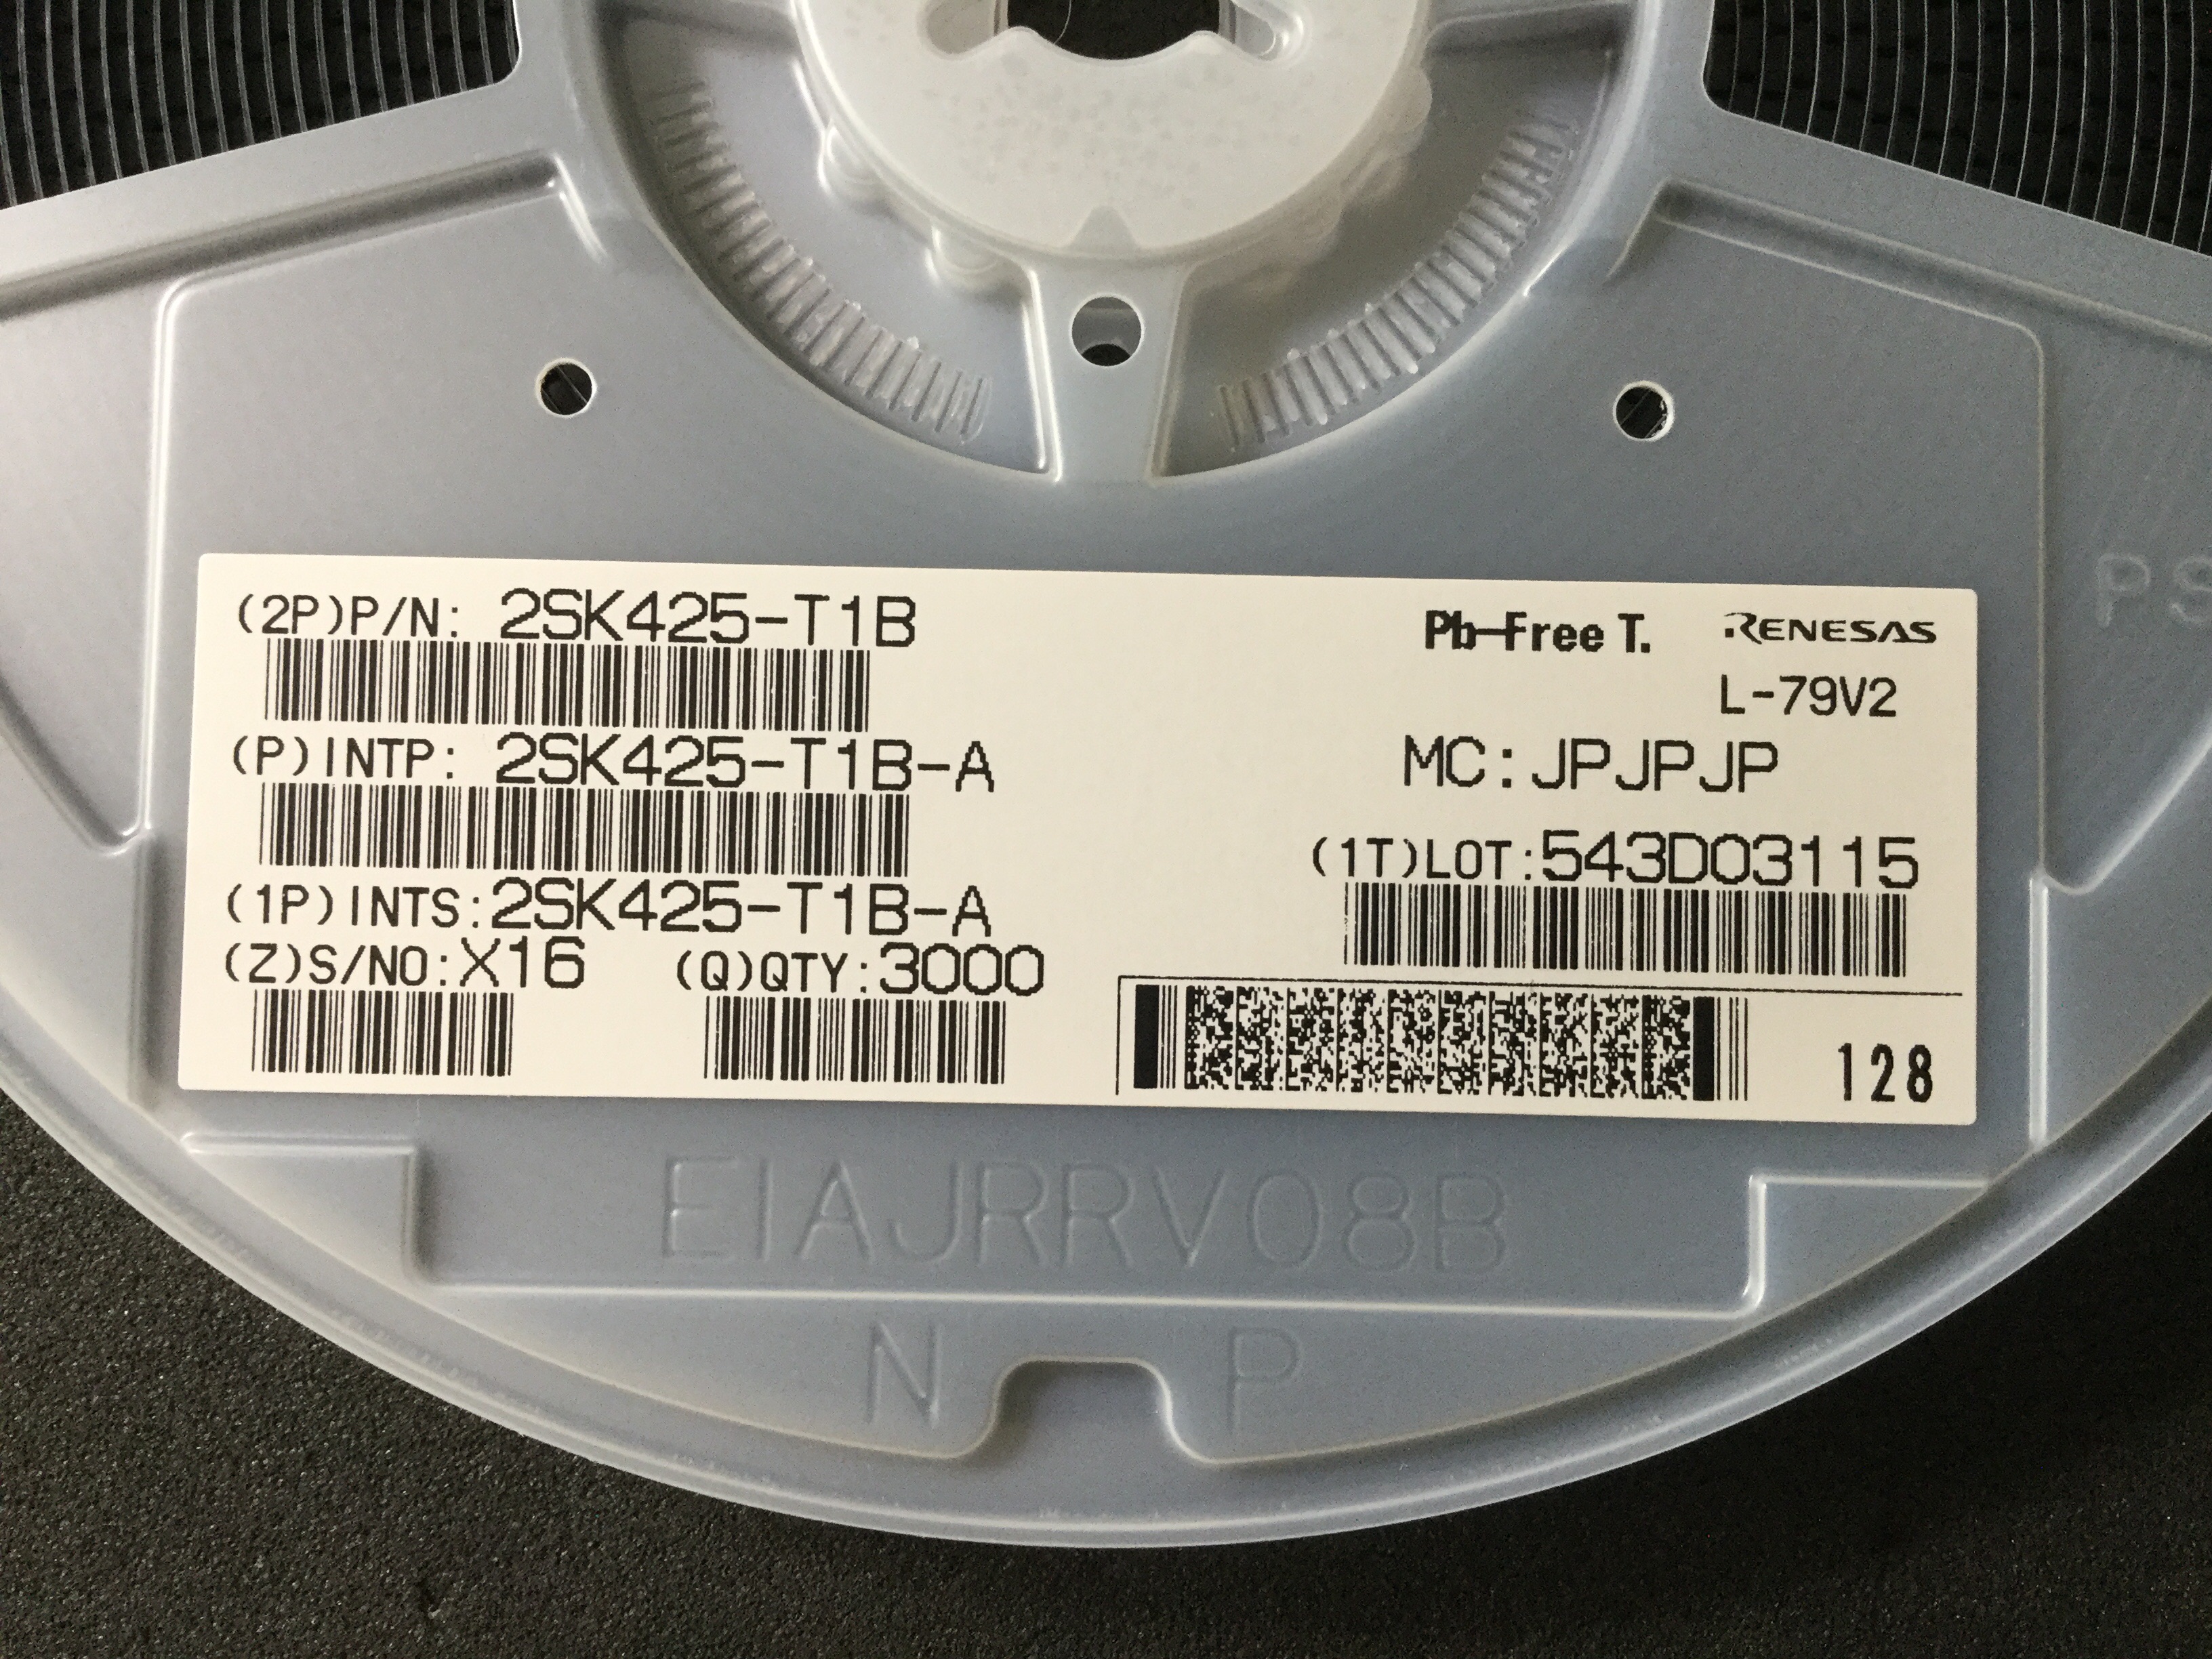 (2P)P/N: 2SK425-T1B
Pb-Free T. RENESAS
L-79V2
(P)INTP: 2SK425-T1B-A
MC:JPJPJP
(1T)LOT:543D03115
(1P)INTS:2SK425-T1B-A
(Z)S/NO:X16 (Q)QTY:3000
128
EIAJRRV08B
N P
PS